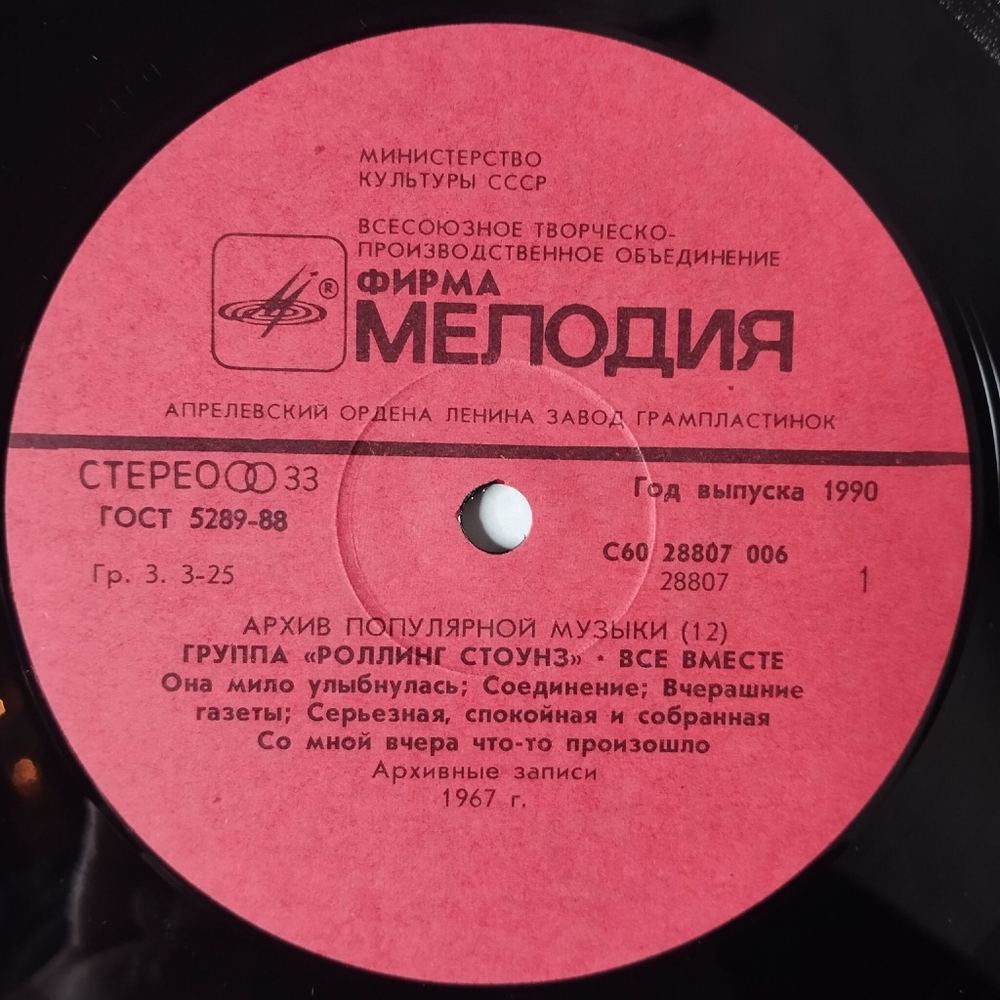 МИНИСТЕРСТВО
КУЛЬТУРЫ СССР
ВСЕСОЮЗНОЕ ТВОРЧЕСКО-
ПРОИЗВОДСТВЕННОЕ ОБЪЕДИНЕНИЕ
®
ФИРМА
МЕЛОДИЯ
АПРЕЛЕВСКИЙ ОРДЕНА ЛЕНИНА ЗАВОД ГРАМПЛАСТИНОК
СТЕРЕО 33
Год выпуска 1990
ГОСТ 5289-88
С60 28807 006
Гр. 3. 3-25
28807
1
АРХИВ ПОПУЛЯРНОЙ МУЗЫКИ (12)
ГРУППА «РОЛЛИНГ СТОУНЗ» · ВСЕ ВМЕСТЕ
Она мило улыбнулась; Соединение; Вчерашние
газеты; Серьезная, спокойная и собранная
Со мной вчера что-то произошло
Архивные записи
1967 г.